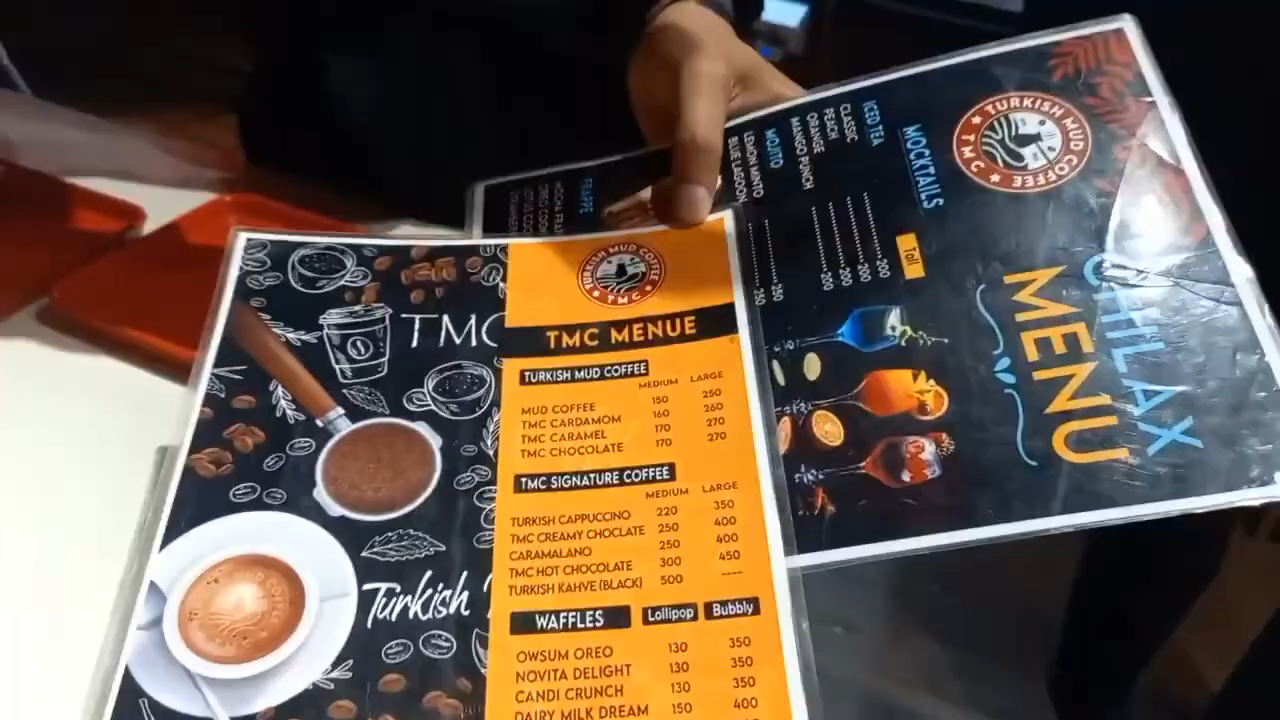 TMC
Turkish
TURKISH MUD COFFEE
TMC
TMC MENUE
TURKISH MUD COFFEE
MEDIUM LARGE
MUD COFFEE 150 250
TMC CARDAMOM 160 260
TMC CARAMEL 170 270
TMC CHOCOLATE 170 270
TMC SIGNATURE COFFEE
MEDIUM LARGE
TURKISH CAPPUCCINO 220 350
TMC CREAMY CHOCLATE 250 400
CARAMALANO 250 400
TMC HOT CHOCOLATE 300 450
TURKISH KAHVE (BLACK) 500 ----
WAFFLES Lollipop Bubbly
OWSUM OREO 130 350
NOVITA DELIGHT 130 350
CANDI CRUNCH 130 350
DAIRY MILK DREAM 150 400
TURKISH MUD COFFEE
TMC
CHILAX
MENU
MOCKTAILS
Tall
ICED TEA
CLASSIC 200
PEACH 200
ORANGE 200
MANGO PUNCH 200
MOJITO
LEMON MINTO 250
BLUE LAGOON 250
FRAPPE